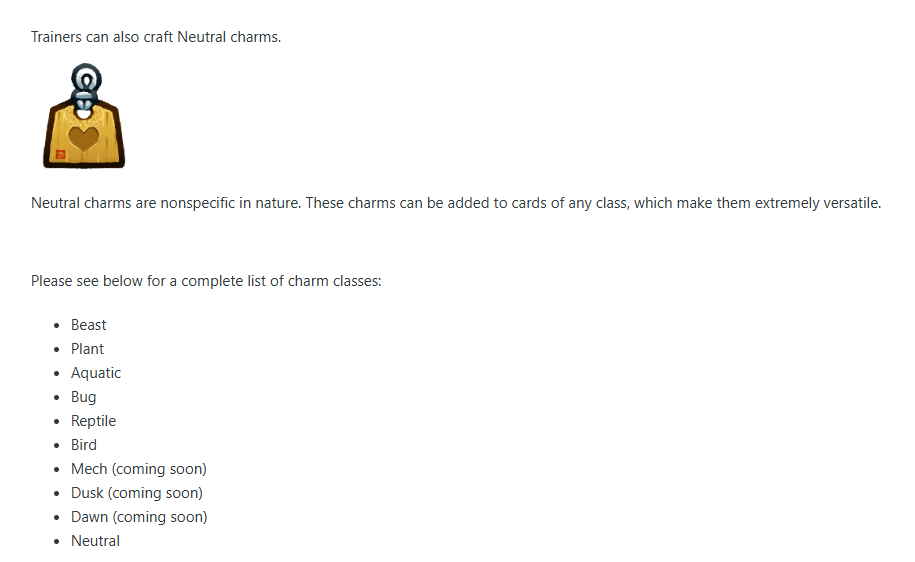 Trainers can also craft Neutral charms.
Neutral charms are nonspecific in nature. These charms can be added to cards of any class, which make them extremely versatile.
Please see below for a complete list of charm classes:
Beast
Plant
Aquatic
Bug
Reptile
Bird
Mech (coming soon)
Dusk (coming soon)
Dawn (coming soon)
Neutral